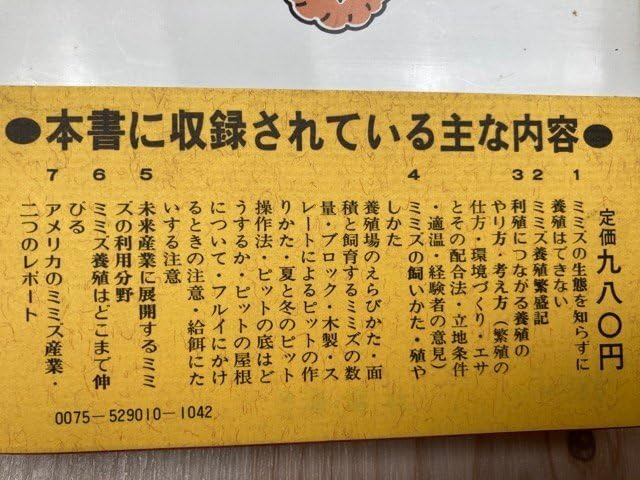 ●本書に収録されている主な内容●
定価九八〇円
1 ミミズの生態を知らずに
養殖はできない
2 ミミズ養殖繁盛記
3 利殖につながる養殖の
やり方・考え方（繁殖の
仕方・環境づくり・エサ
とその配合法・立地条件
・適温・経験者の意見）
4 ミミズの飼いかた・殖や
しかた
養殖場のえらびかた・面
積と飼育するミミズの数
量・ブロック・木製・ス
レートによるピットの作
りかた・夏と冬のピット
操作法・ピットの底はど
うするか・ピットの屋根
について・フルイにかけ
るときの注意・給餌にた
いする注意
5 未来産業に展開するミミ
ズの利用分野
6 ミミズ養殖はどこまで伸
びる
7 アメリカのミミズ産業・
二つのレポート
0075-529010-1042